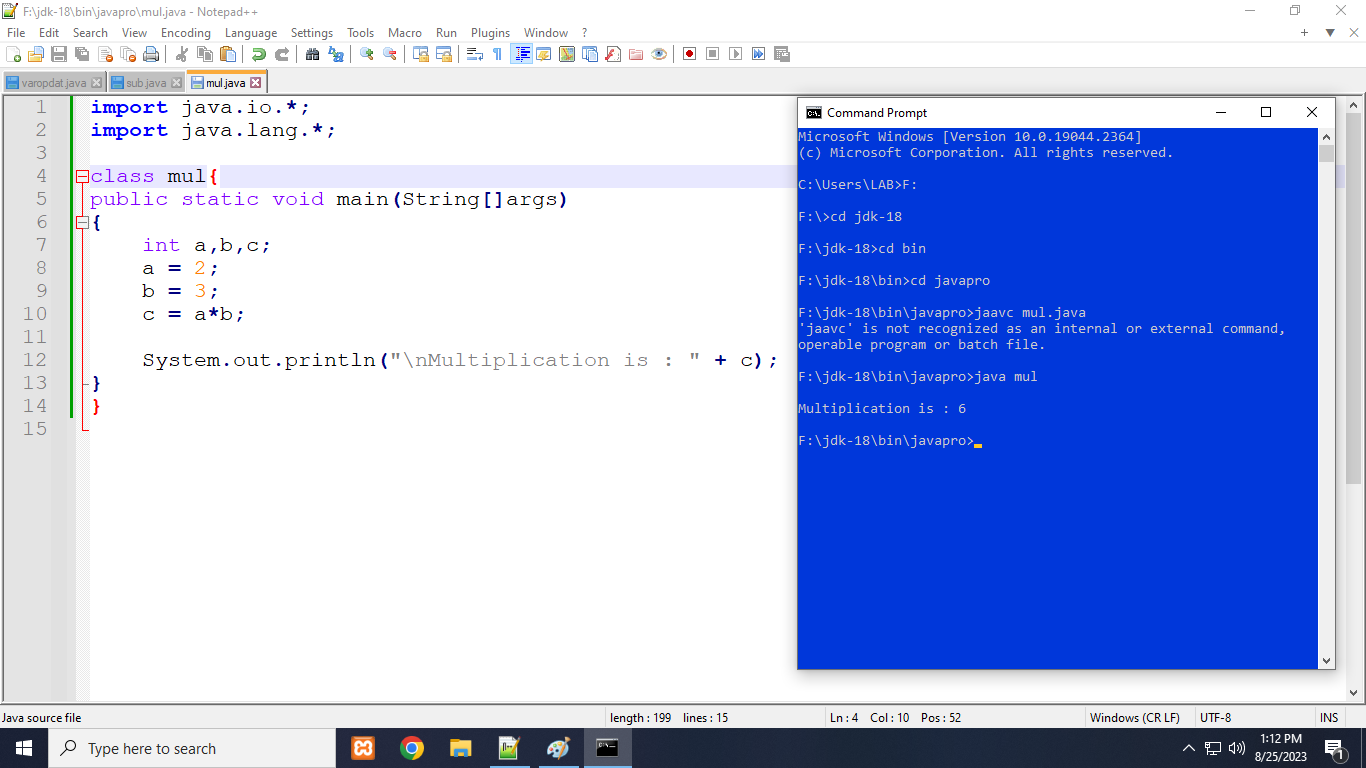 F:\jdk-18\bin\javapro\mul.java - Notepad++
File Edit Search View Encoding Language Settings Tools Macro Run Plugins Window ?
+ ▼ X
varopdat.java sub.java mul.java
1 import java.io.*;
2 import java.lang.*;
3
4 class mul{
5 public static void main(String[]args)
6 {
7 int a,b,c;
8 a = 2;
9 b = 3;
10 c = a*b;
11
12 System.out.println("\nMultiplication is : " + c);
13 }
14 }
15
Command Prompt
Microsoft Windows [Version 10.0.19044.2364]
(c) Microsoft Corporation. All rights reserved.
C:\Users\LAB>F:
F:\>cd jdk-18
F:\jdk-18>cd bin
F:\jdk-18\bin>cd javapro
F:\jdk-18\bin\javapro>jaavc mul.java
'jaavc' is not recognized as an internal or external command,
operable program or batch file.
F:\jdk-18\bin\javapro>java mul
Multiplication is : 6
F:\jdk-18\bin\javapro>
Java source file length : 199 lines : 15 Ln : 4 Col : 10 Pos : 52 Windows (CR LF) UTF-8 INS
Type here to search
1:12 PM
8/25/2023
1